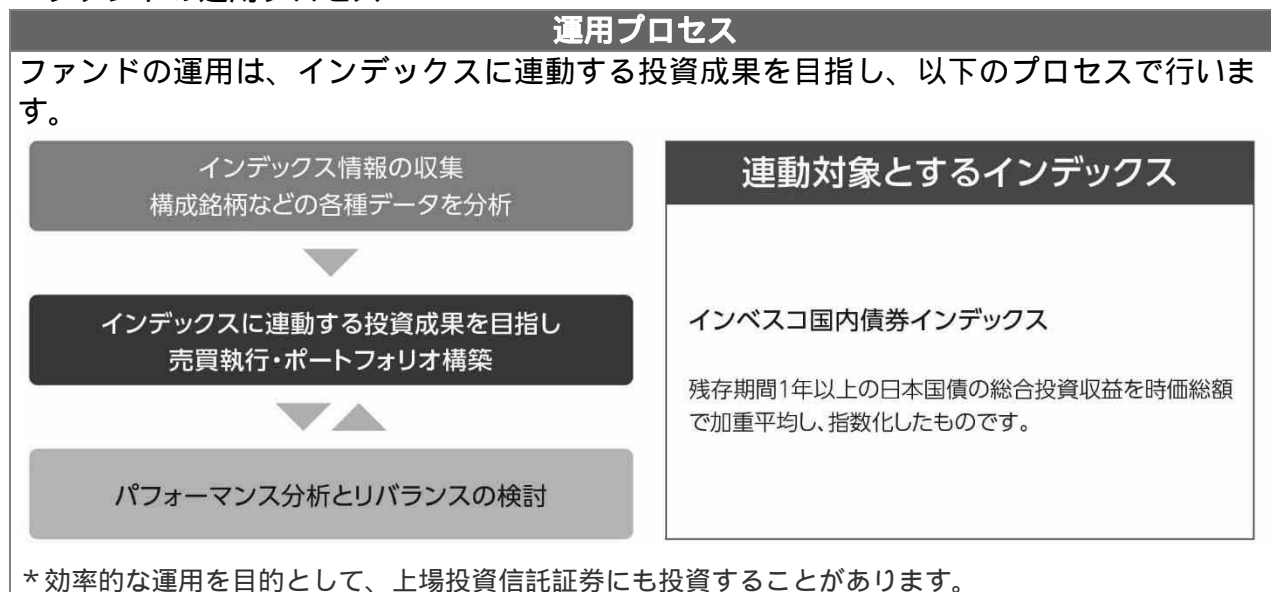 運用プロセス
ファンドの運用は、インデックスに連動する投資成果を目指し、以下のプロセスで行いま
す。
インデックス情報の収集
構成銘柄などの各種データを分析
インデックスに連動する投資成果を目指し
売買執行・ポートフォリオ構築
パフォーマンス分析とリバランスの検討
連動対象とするインデックス
インベスコ国内債券インデックス
残存期間1年以上の日本国債の総合投資収益を時価総額
で加重平均し、指数化したものです。
*効率的な運用を目的として、上場投資信託証券にも投資することがあります。